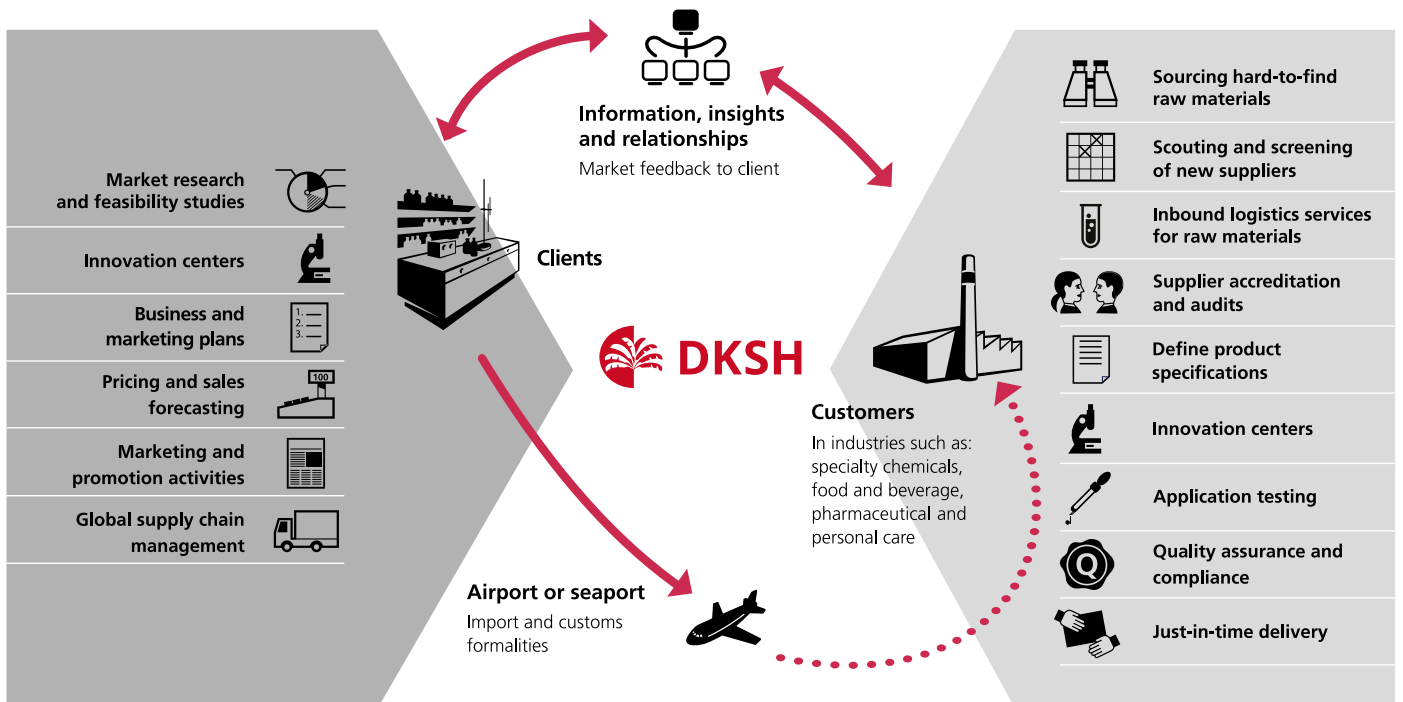 Market research
and feasibility studies
Innovation centers
1.
2.
3.
Business and
marketing plans
100
Pricing and sales
forecasting
Marketing and
promotion activities
Global supply chain
management
Clients
Information, insights
and relationships
Market feedback to client
DKSH
Airport or seaport
Import and customs
formalities
Customers
In industries such as:
specialty chemicals,
food and beverage,
pharmaceutical and
personal care
Sourcing hard-to-find
raw materials
Scouting and screening
of new suppliers
Inbound logistics services
for raw materials
Supplier accreditation
and audits
Define product
specifications
Innovation centers
Application testing
Q
Quality assurance and
compliance
Just-in-time delivery